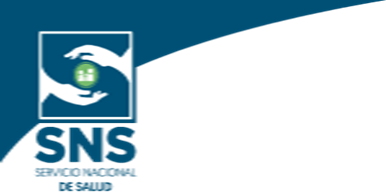 SNS
SERVICIO NACIONAL
DE SALUD